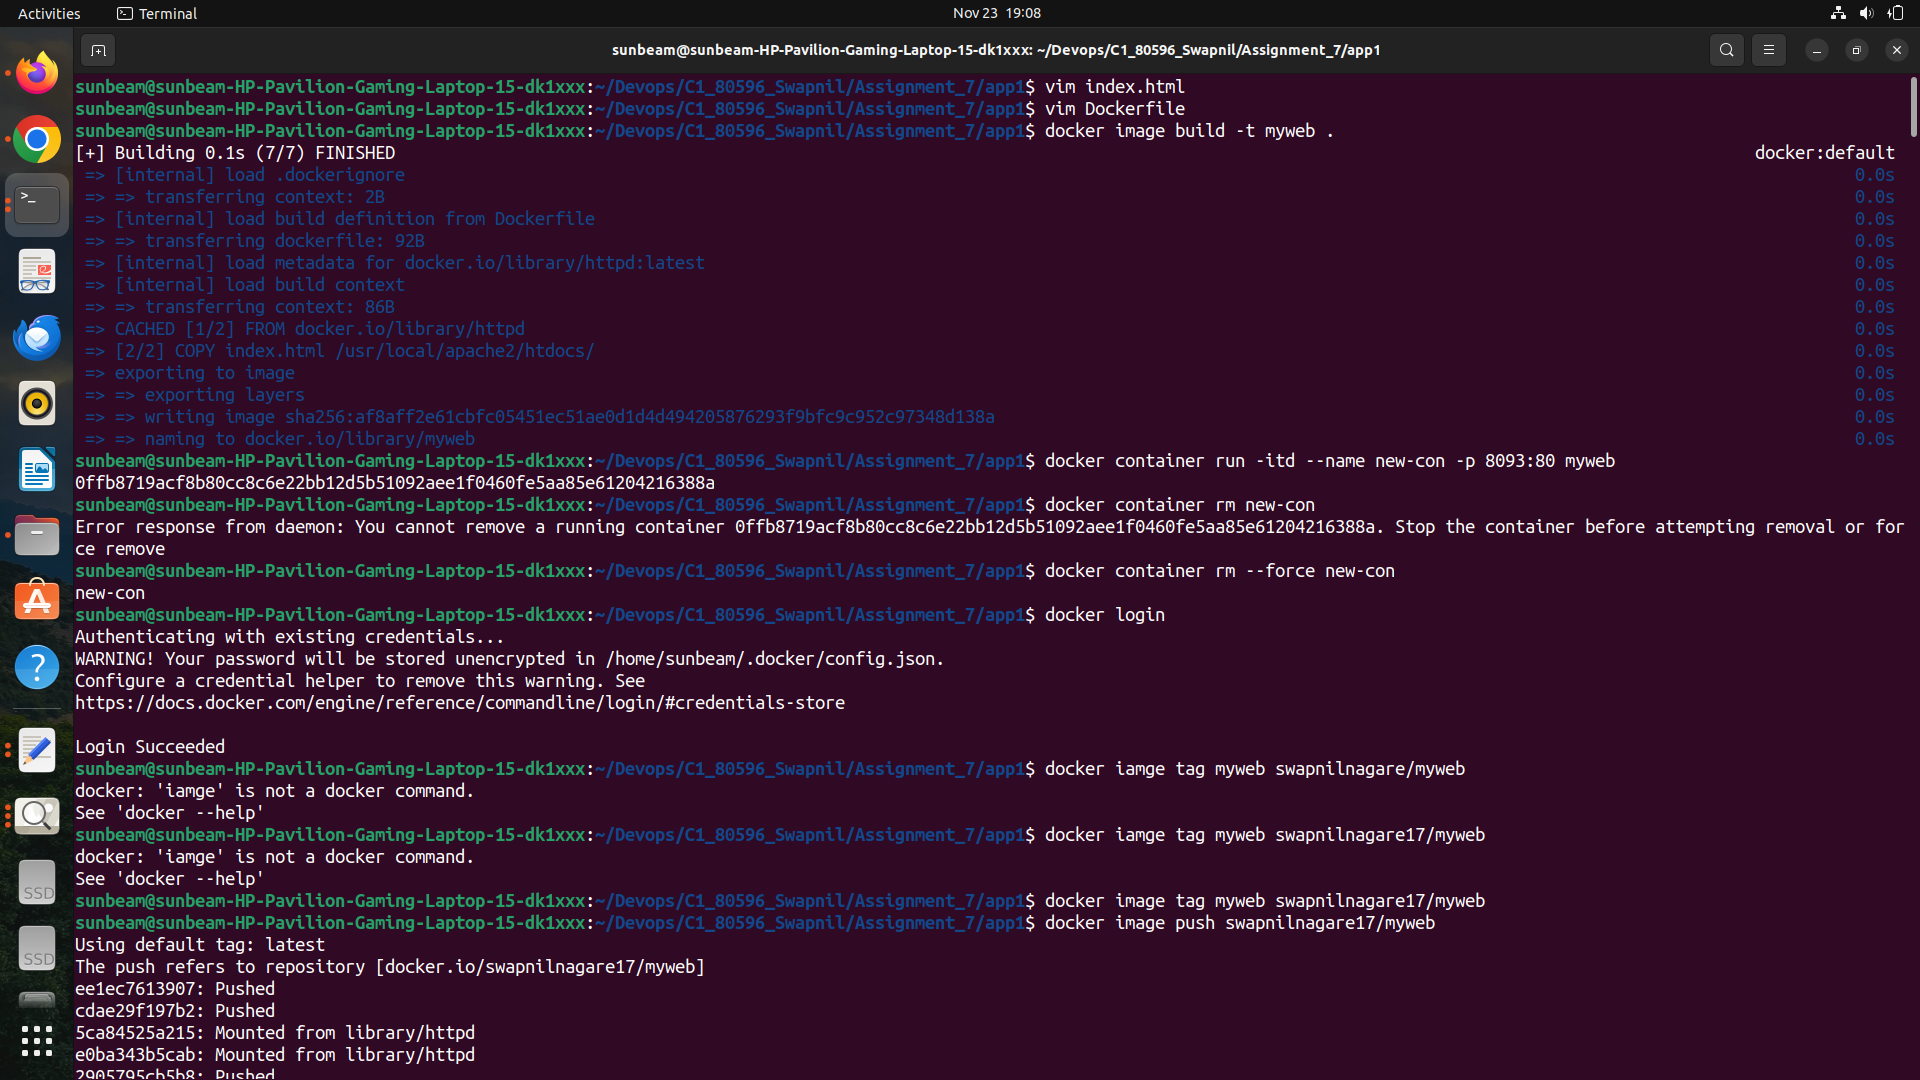 Activities
Terminal
Nov 23 19:08
sunbeam@sunbeam-HP-Pavilion-Gaming-Laptop-15-dk1xxx: ~/Devops/C1_80596_Swapnil/Assignment_7/app1
sunbeam@sunbeam-HP-Pavilion-Gaming-Laptop-15-dk1xxx:~/Devops/C1_80596_Swapnil/Assignment_7/app1$ vim index.html
sunbeam@sunbeam-HP-Pavilion-Gaming-Laptop-15-dk1xxx:~/Devops/C1_80596_Swapnil/Assignment_7/app1$ vim Dockerfile
sunbeam@sunbeam-HP-Pavilion-Gaming-Laptop-15-dk1xxx:~/Devops/C1_80596_Swapnil/Assignment_7/app1$ docker image build -t myweb .
[+] Building 0.1s (7/7) FINISHED docker:default
=> [internal] load .dockerignore 0.0s
=> => transferring context: 2B 0.0s
=> [internal] load build definition from Dockerfile 0.0s
=> => transferring dockerfile: 92B 0.0s
=> [internal] load metadata for docker.io/library/httpd:latest 0.0s
=> [internal] load build context 0.0s
=> => transferring context: 86B 0.0s
=> CACHED [1/2] FROM docker.io/library/httpd 0.0s
=> [2/2] COPY index.html /usr/local/apache2/htdocs/ 0.0s
=> exporting to image 0.0s
=> => exporting layers 0.0s
=> => writing image sha256:af8aff2e61cbfc05451ec51ae0d1d4d494205876293f9bfc9c952c97348d138a 0.0s
=> => naming to docker.io/library/myweb 0.0s
sunbeam@sunbeam-HP-Pavilion-Gaming-Laptop-15-dk1xxx:~/Devops/C1_80596_Swapnil/Assignment_7/app1$ docker container run -itd --name new-con -p 8093:80 myweb
0ffb8719acf8b80cc8c6e22bb12d5b51092aee1f0460fe5aa85e61204216388a
sunbeam@sunbeam-HP-Pavilion-Gaming-Laptop-15-dk1xxx:~/Devops/C1_80596_Swapnil/Assignment_7/app1$ docker container rm new-con
Error response from daemon: You cannot remove a running container 0ffb8719acf8b80cc8c6e22bb12d5b51092aee1f0460fe5aa85e61204216388a. Stop the container before attempting removal or for
ce remove
sunbeam@sunbeam-HP-Pavilion-Gaming-Laptop-15-dk1xxx:~/Devops/C1_80596_Swapnil/Assignment_7/app1$ docker container rm --force new-con
new-con
sunbeam@sunbeam-HP-Pavilion-Gaming-Laptop-15-dk1xxx:~/Devops/C1_80596_Swapnil/Assignment_7/app1$ docker login
Authenticating with existing credentials...
WARNING! Your password will be stored unencrypted in /home/sunbeam/.docker/config.json.
Configure a credential helper to remove this warning. See
https://docs.docker.com/engine/reference/commandline/login/#credentials-store
Login Succeeded
sunbeam@sunbeam-HP-Pavilion-Gaming-Laptop-15-dk1xxx:~/Devops/C1_80596_Swapnil/Assignment_7/app1$ docker iamge tag myweb swapnilnagare/myweb
docker: 'iamge' is not a docker command.
See 'docker --help'
sunbeam@sunbeam-HP-Pavilion-Gaming-Laptop-15-dk1xxx:~/Devops/C1_80596_Swapnil/Assignment_7/app1$ docker iamge tag myweb swapnilnagare17/myweb
docker: 'iamge' is not a docker command.
See 'docker --help'
sunbeam@sunbeam-HP-Pavilion-Gaming-Laptop-15-dk1xxx:~/Devops/C1_80596_Swapnil/Assignment_7/app1$ docker image tag myweb swapnilnagare17/myweb
sunbeam@sunbeam-HP-Pavilion-Gaming-Laptop-15-dk1xxx:~/Devops/C1_80596_Swapnil/Assignment_7/app1$ docker image push swapnilnagare17/myweb
Using default tag: latest
The push refers to repository [docker.io/swapnilnagare17/myweb]
ee1ec7613907: Pushed
cdae29f197b2: Pushed
5ca84525a215: Mounted from library/httpd
e0ba343b5cab: Mounted from library/httpd
2905795cb5b8: Pushed
SSD
SSD